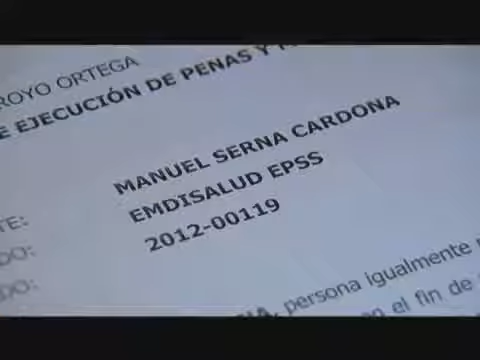 ROYO ORTEGA
E EJECUCIÓN DE PENAS Y
TE: MANUEL SERNA CARDONA
DO: EMDISALUD EPSS
DO: 2012-00119
persona igualmente
en el fin de